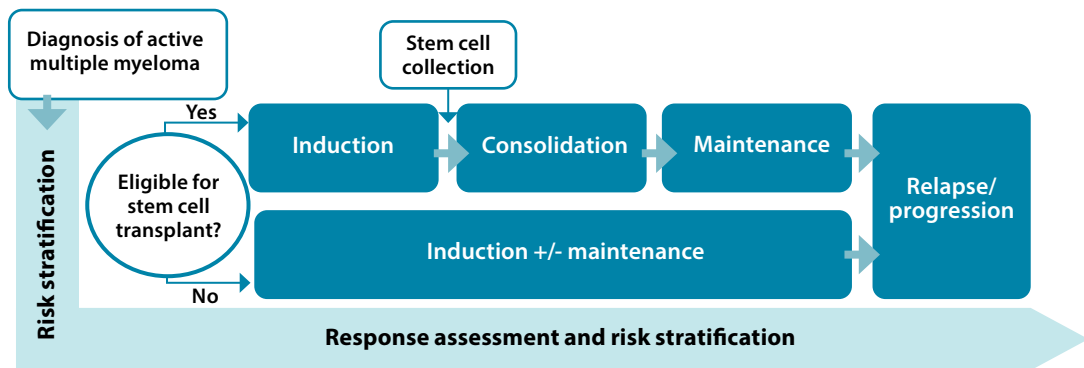 Diagnosis of active
multiple myeloma
Stem cell
collection
Risk stratification
Eligible for
stem cell
transplant?
Yes
Induction
Consolidation
Maintenance
Relapse/
progression
No
Induction +/- maintenance
Response assessment and risk stratification